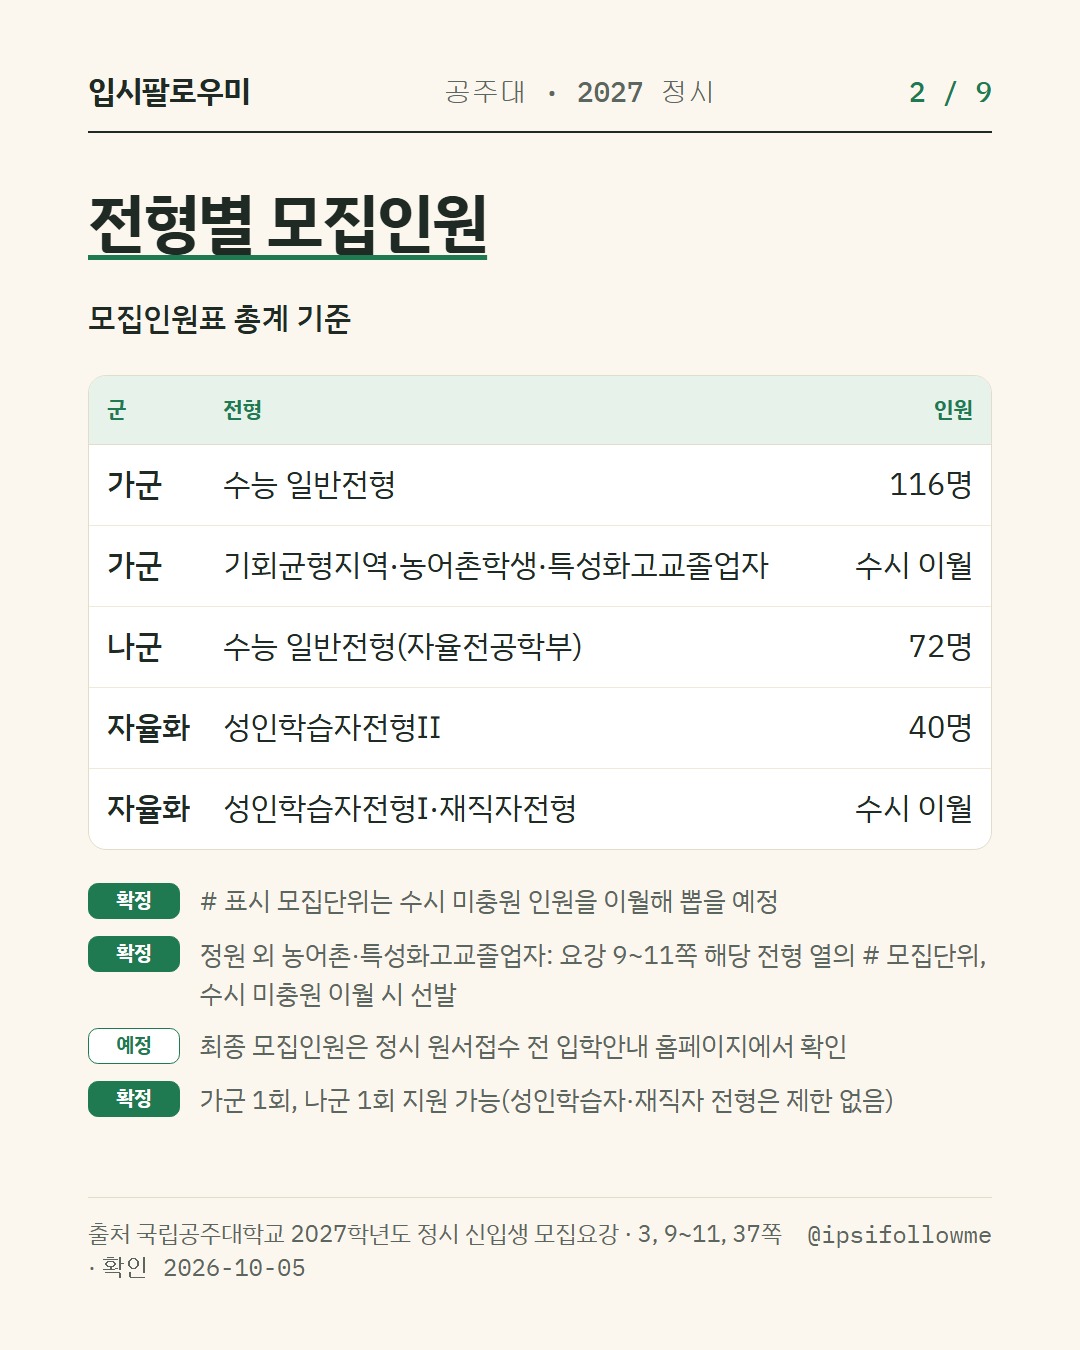 입시팔로우미 공주대 · 2027 정시 2 / 9
전형별 모집인원
모집인원표 총계 기준
군 전형 인원
가군 수능 일반전형 116명
가군 기회균형지역·농어촌학생·특성화고교졸업자 수시 이월
나군 수능 일반전형(자율전공학부) 72명
자율화 성인학습자전형II 40명
자율화 성인학습자전형I·재직자전형 수시 이월
확정 # 표시 모집단위는 수시 미충원 인원을 이월해 뽑을 예정
확정 정원 외 농어촌·특성화고교졸업자: 요강 9~11쪽 해당 전형 열의 # 모집단위,
수시 미충원 이월 시 선발
예정 최종 모집인원은 정시 원서접수 전 입학안내 홈페이지에서 확인
확정 가군 1회, 나군 1회 지원 가능(성인학습자·재직자 전형은 제한 없음)
출처 국립공주대학교 2027학년도 정시 신입생 모집요강 · 3, 9~11, 37쪽 @ipsifollowme
· 확인 2026-10-05